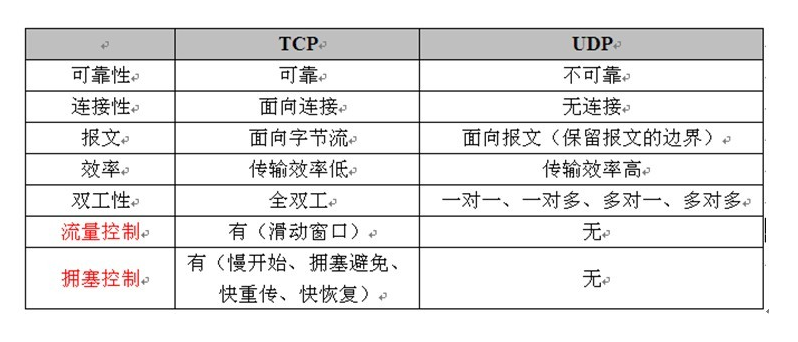 TCP UDP
可靠性 可靠 不可靠
连接性 面向连接 无连接
报文 面向字节流 面向报文（保留报文的边界）
效率 传输效率低 传输效率高
双工性 全双工 一对一、一对多、多对一、多对多
流量控制 有（滑动窗口） 无
拥塞控制 有（慢开始、拥塞避免、
快重传、快恢复） 无